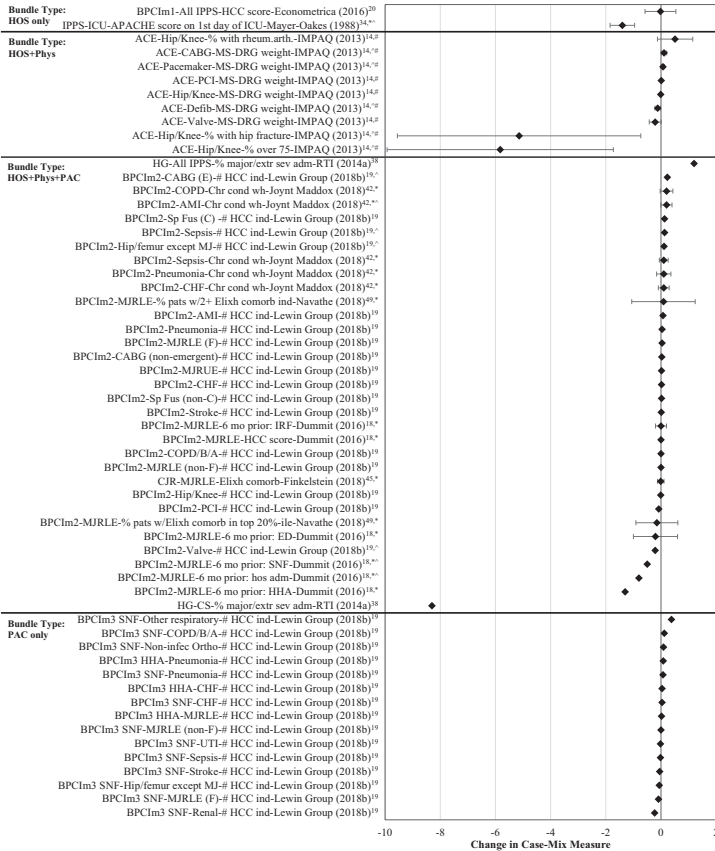 Bundle Type:
HOS only
BPCIm1-All IPPS-HCC score-Econometrica (2016)20
IPPS-ICU-APACHE score on 1st day of ICU-Mayer-Oakes (1988)34,*^
Bundle Type:
HOS+Phys
ACE-Hip/Knee-% with rheum.arth.-IMPAQ (2013)14,#
ACE-CABG-MS-DRG weight-IMPAQ (2013)14,^#
ACE-Pacemaker-MS-DRG weight-IMPAQ (2013)14,^#
ACE-PCI-MS-DRG weight-IMPAQ (2013)14,#
ACE-Hip/Knee-MS-DRG weight-IMPAQ (2013)14,#
ACE-Defib-MS-DRG weight-IMPAQ (2013)14,^#
ACE-Valve-MS-DRG weight-IMPAQ (2013)14,#
ACE-Hip/Knee-% with hip fracture-IMPAQ (2013)14,^#
ACE-Hip/Knee-% over 75-IMPAQ (2013)14,^#
Bundle Type:
HOS+Phys+PAC
HG-All IPPS-% major/extr sev adm-RTI (2014a)38
BPCIm2-CABG (E)-# HCC ind-Lewin Group (2018b)19,^
BPCIm2-COPD-Chr cond wh-Joynt Maddox (2018)42,*
BPCIm2-AMI-Chr cond wh-Joynt Maddox (2018)42,*^
BPCIm2-Sp Fus (C) -# HCC ind-Lewin Group (2018b)19
BPCIm2-Sepsis-# HCC ind-Lewin Group (2018b)19,^
BPCIm2-Hip/femur except MJ-# HCC ind-Lewin Group (2018b)19,^
BPCIm2-Sepsis-Chr cond wh-Joynt Maddox (2018)42,*
BPCIm2-Pneumonia-Chr cond wh-Joynt Maddox (2018)42,*
BPCIm2-CHF-Chr cond wh-Joynt Maddox (2018)42,*
BPCIm2-MJRLE-% pats w/2+ Elixh comorb ind-Navathe (2018)49,*
BPCIm2-AMI-# HCC ind-Lewin Group (2018b)19
BPCIm2-Pneumonia-# HCC ind-Lewin Group (2018b)19
BPCIm2-MJRLE (F)-# HCC ind-Lewin Group (2018b)19
BPCIm2-CABG (non-emergent)-# HCC ind-Lewin Group (2018b)19
BPCIm2-MJRUE-# HCC ind-Lewin Group (2018b)19
BPCIm2-CHF-# HCC ind-Lewin Group (2018b)19
BPCIm2-Sp Fus (non-C)-# HCC ind-Lewin Group (2018b)19
BPCIm2-Stroke-# HCC ind-Lewin Group (2018b)19
BPCIm2-MJRLE-6 mo prior: IRF-Dummit (2016)18,*
BPCIm2-MJRLE-HCC score-Dummit (2016)18,*
BPCIm2-COPD/B/A-# HCC ind-Lewin Group (2018b)19
BPCIm2-MJRLE (non-F)-# HCC ind-Lewin Group (2018b)19
CJR-MJRLE-Elixh comorb-Finkelstein (2018)45,*
BPCIm2-Hip/Knee-# HCC ind-Lewin Group (2018b)19
BPCIm2-PCI-# HCC ind-Lewin Group (2018b)19
BPCIm2-MJRLE-% pats w/Elixh comorb in top 20%-ile-Navathe (2018)49,*
BPCIm2-MJRLE-6 mo prior: ED-Dummit (2016)18,*
BPCIm2-Valve-# HCC ind-Lewin Group (2018b)19,^
BPCIm2-MJRLE-6 mo prior: SNF-Dummit (2016)18,*^
BPCIm2-MJRLE-6 mo prior: hos adm-Dummit (2016)18,*^
BPCIm2-MJRLE-6 mo prior: HHA-Dummit (2016)18,*
HG-CS-% major/extr sev adm-RTI (2014a)38
Bundle Type:
PAC only
BPCIm3 SNF-Other respiratory-# HCC ind-Lewin Group (2018b)19
BPCIm3 SNF-COPD/B/A-# HCC ind-Lewin Group (2018b)19
BPCIm3 SNF-Non-infec Ortho-# HCC ind-Lewin Group (2018b)19
BPCIm3 HHA-Pneumonia-# HCC ind-Lewin Group (2018b)19
BPCIm3 SNF-Pneumonia-# HCC ind-Lewin Group (2018b)19
BPCIm3 HHA-CHF-# HCC ind-Lewin Group (2018b)19
BPCIm3 SNF-CHF-# HCC ind-Lewin Group (2018b)19
BPCIm3 HHA-MJRLE-# HCC ind-Lewin Group (2018b)19
BPCIm3 SNF-MJRLE (non-F)-# HCC ind-Lewin Group (2018b)19
BPCIm3 SNF-UTI-# HCC ind-Lewin Group (2018b)19
BPCIm3 SNF-Sepsis-# HCC ind-Lewin Group (2018b)19
BPCIm3 SNF-Stroke-# HCC ind-Lewin Group (2018b)19
BPCIm3 SNF-Hip/femur except MJ-# HCC ind-Lewin Group (2018b)19
BPCIm3 SNF-MJRLE (F)-# HCC ind-Lewin Group (2018b)19
BPCIm3 SNF-Renal-# HCC ind-Lewin Group (2018b)19
-10 -8 -6 -4 -2 0 2
Change in Case-Mix Measure